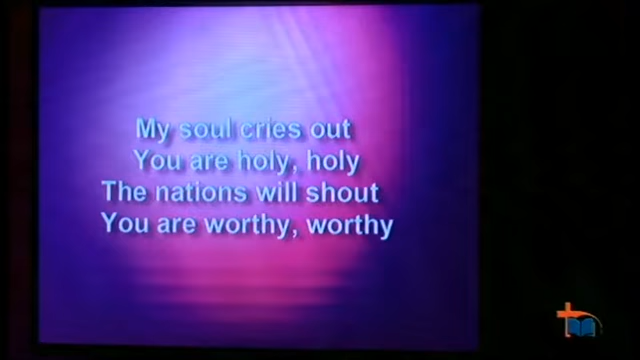 My soul cries out
You are holy, holy
The nations will shout
You are worthy, worthy